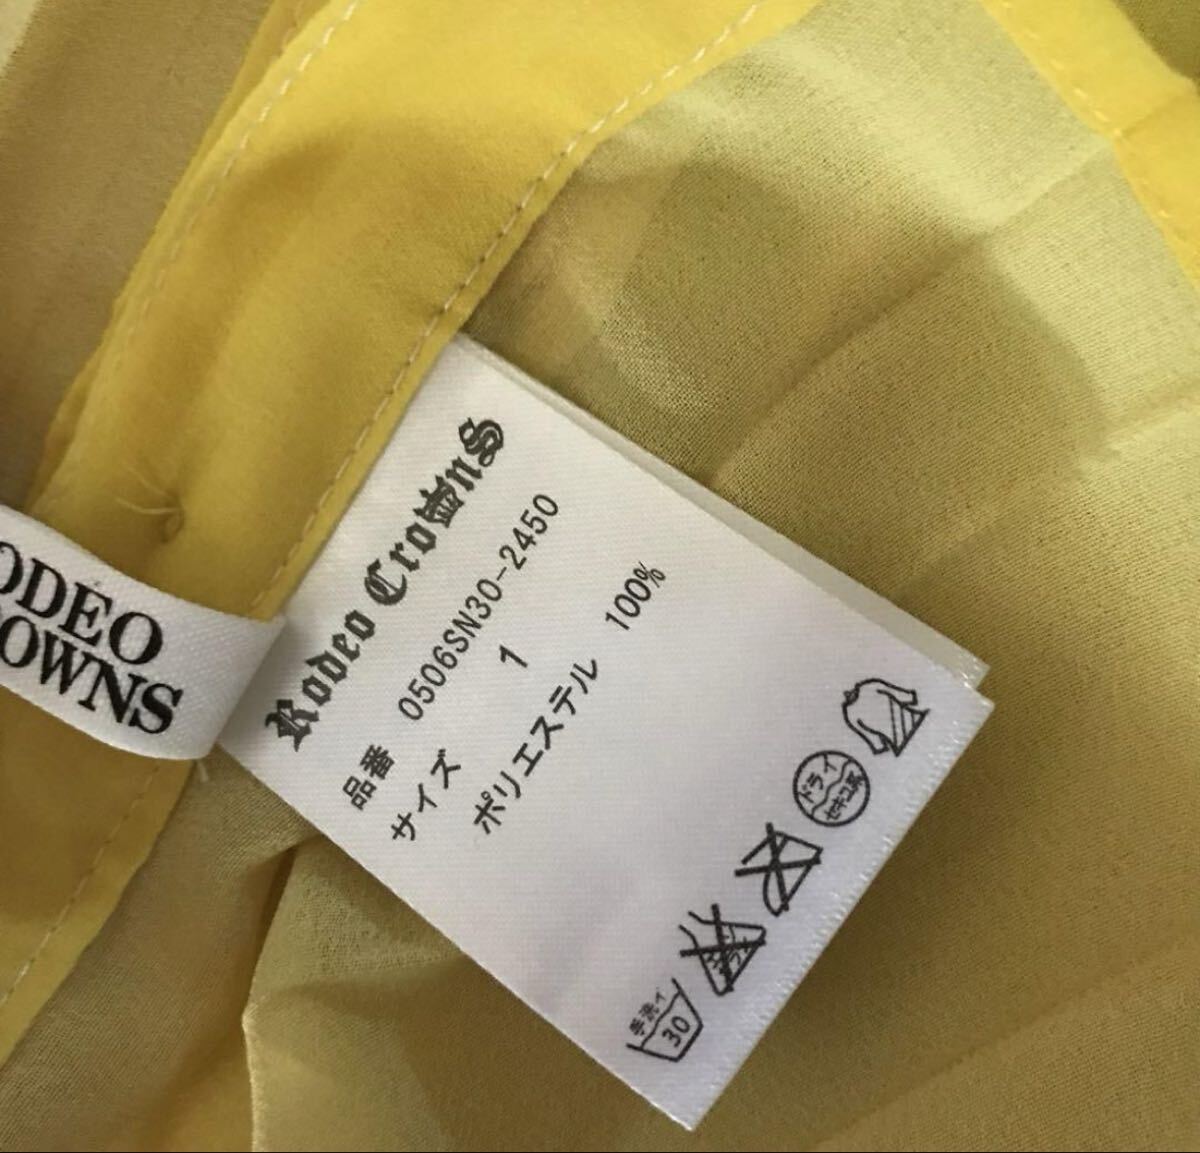 ODEO
ROWNS
Rodeo Crowns
品番 0506SN30-2450
サイズ 1
ポリエステル 100%
手洗イ
30
ドライ
セキユ系